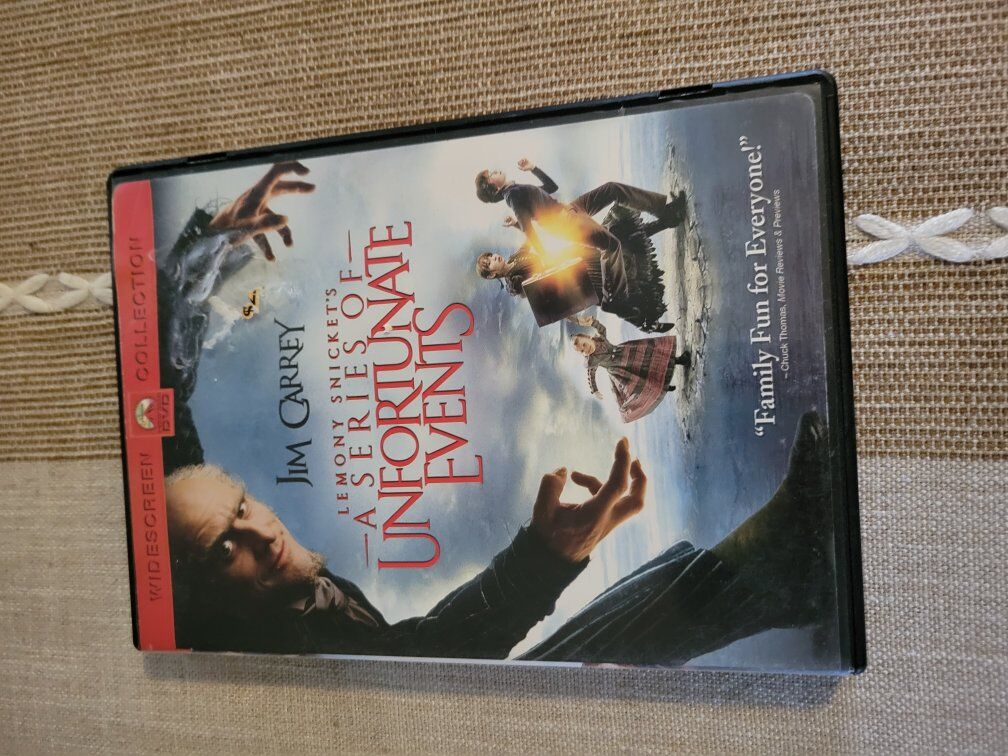 WIDESCREEN DVD COLLECTION
JIM CARREY
LEMONY SNICKET'S
A SERIES OF
UNFORTUNATE
EVENTS
"Family Fun for Everyone!"
– Chuck Thomas, Movie Reviews & Previews